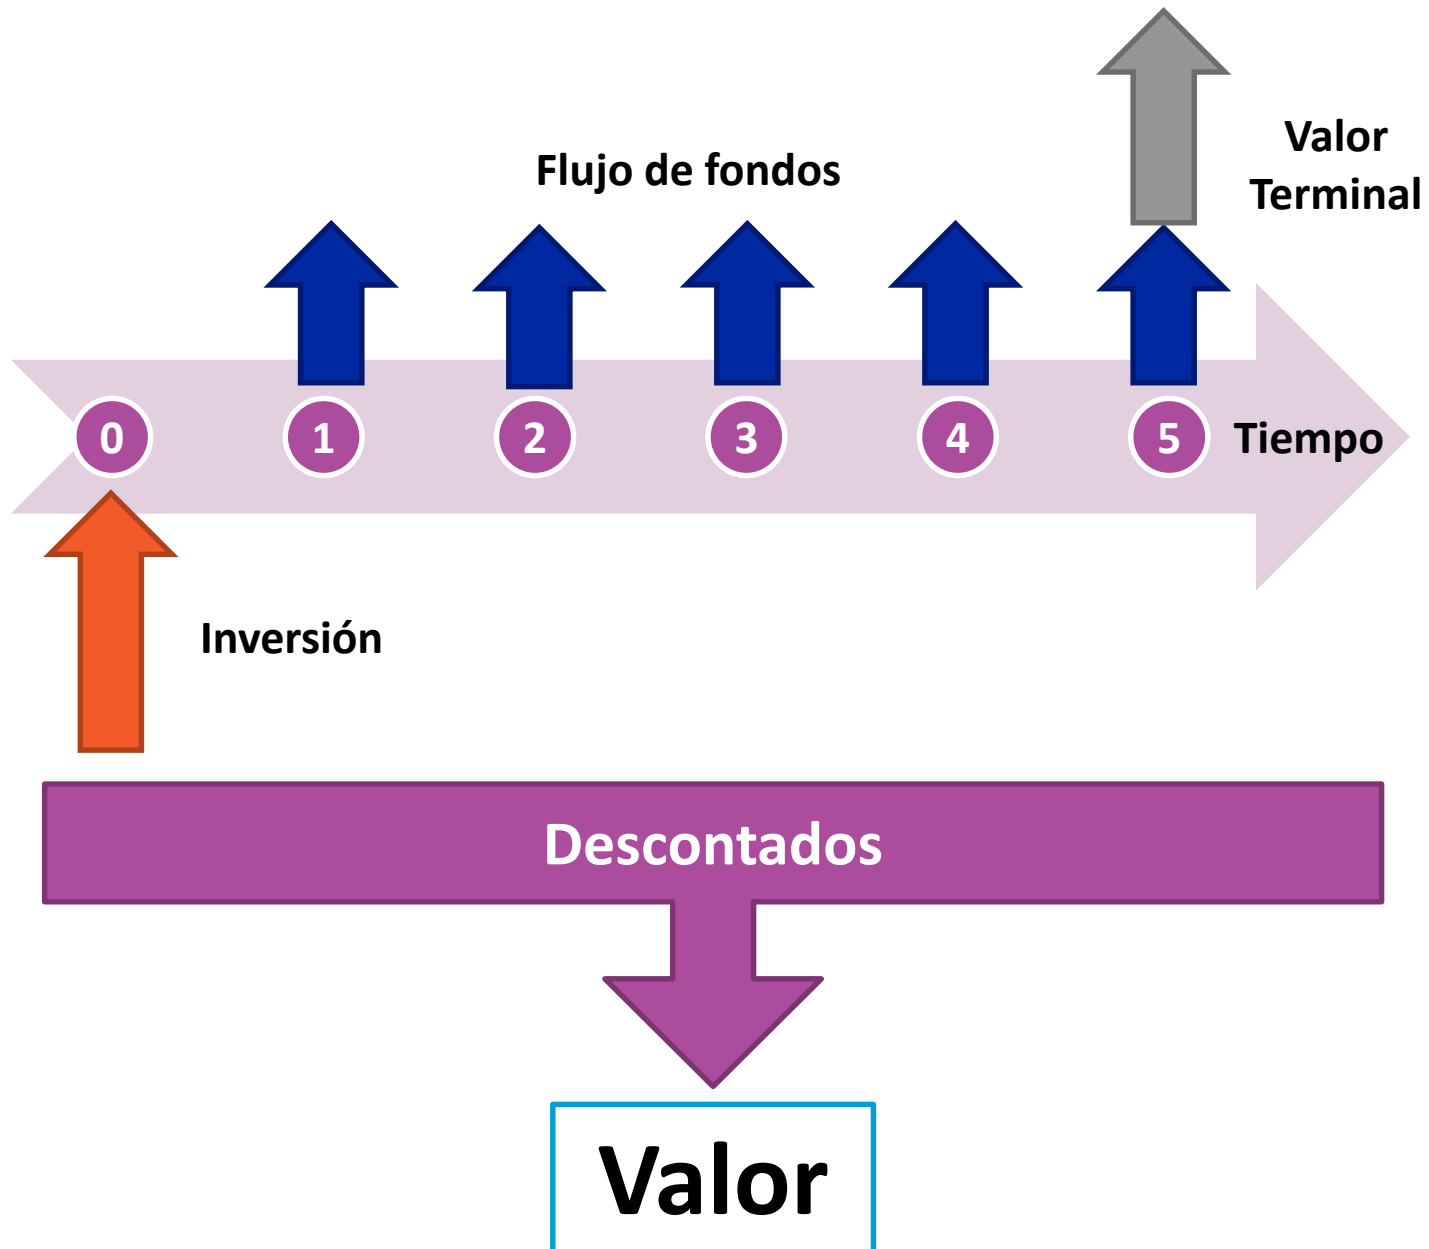 Valor
Terminal
Flujo de fondos
0 1 2 3 4 5 Tiempo
Inversión
Descontados
Valor